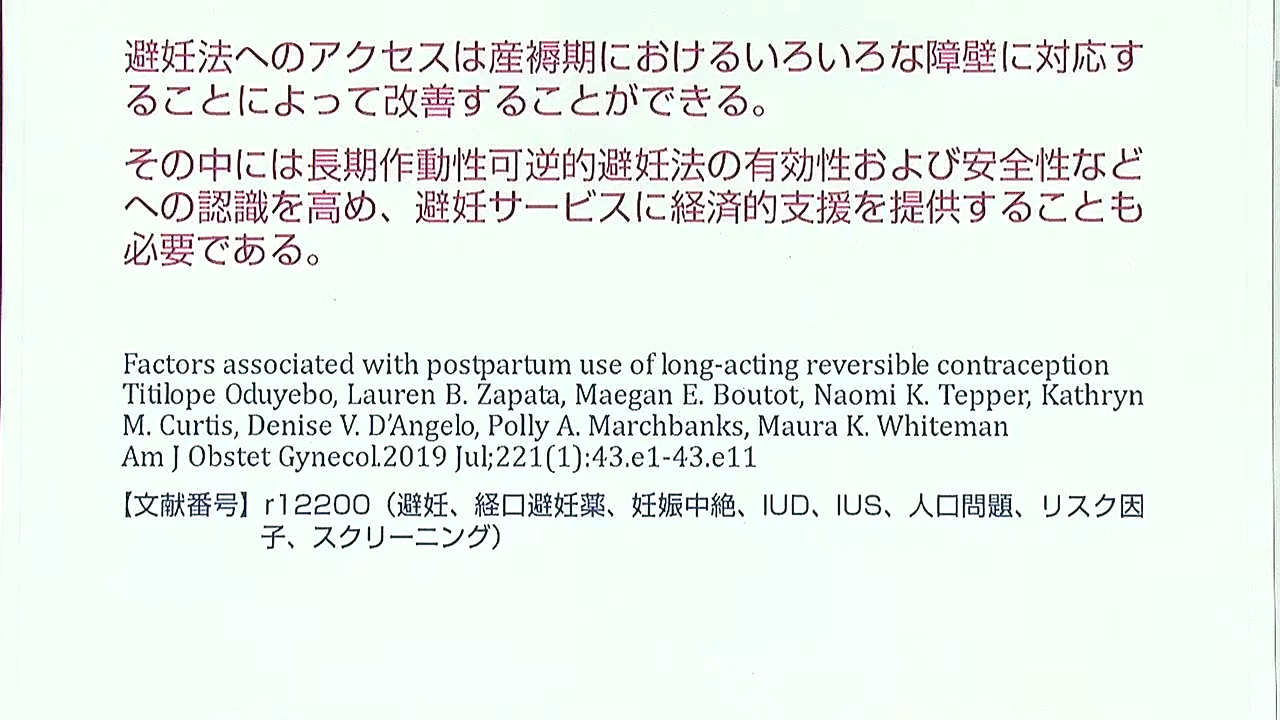 避妊法へのアクセスは産褥期におけるいろいろな障壁に対応す
ることによって改善することができる。
その中には長期作動性可逆的避妊法の有効性および安全性など
への認識を高め、避妊サービスに経済的支援を提供することも
必要である。
Factors associated with postpartum use of long-acting reversible contraception
Titilope Oduyebo, Lauren B. Zapata, Maegan E. Boutot, Naomi K. Tepper, Kathryn
M. Curtis, Denise V. D’Angelo, Polly A. Marchbanks, Maura K. Whiteman
Am J Obstet Gynecol.2019 Jul;221(1):43.e1-43.e11
【文献番号】r12200（避妊、経口避妊薬、妊娠中絶、IUD、IUS、人口問題、リスク因
子、スクリーニング）